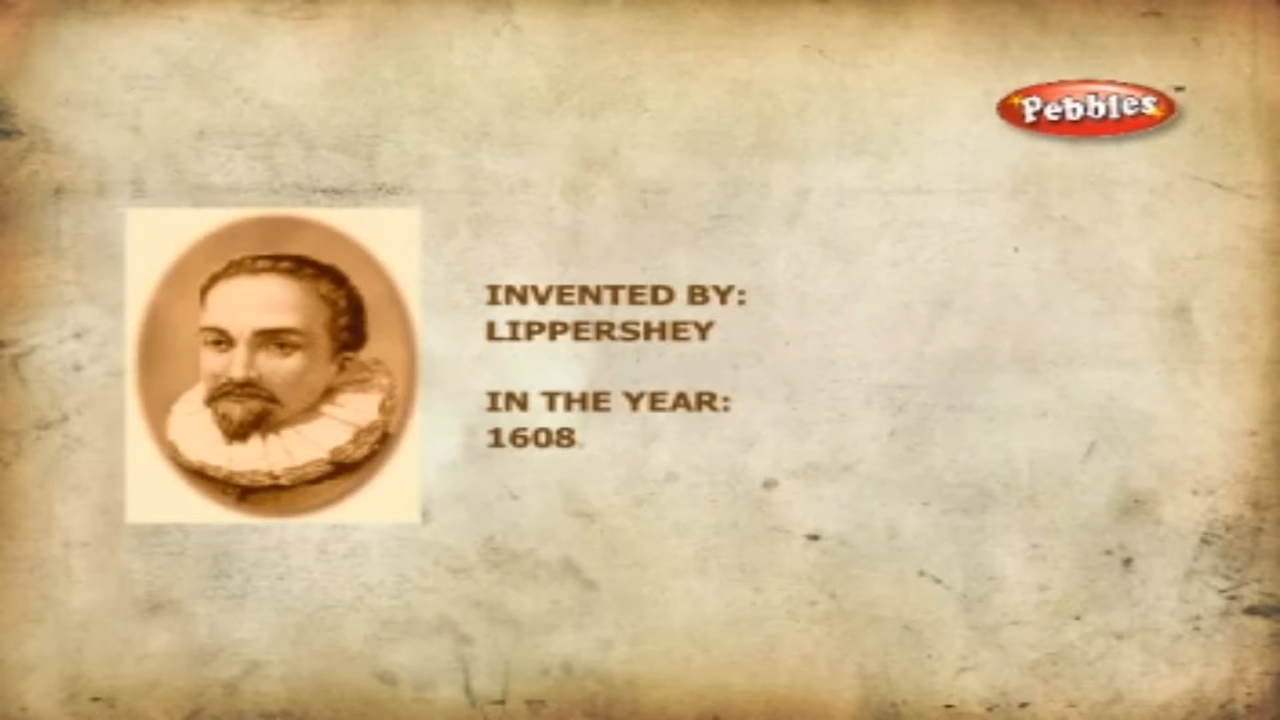 Pebbles
INVENTED BY:
LIPPERSHEY
IN THE YEAR:
1608